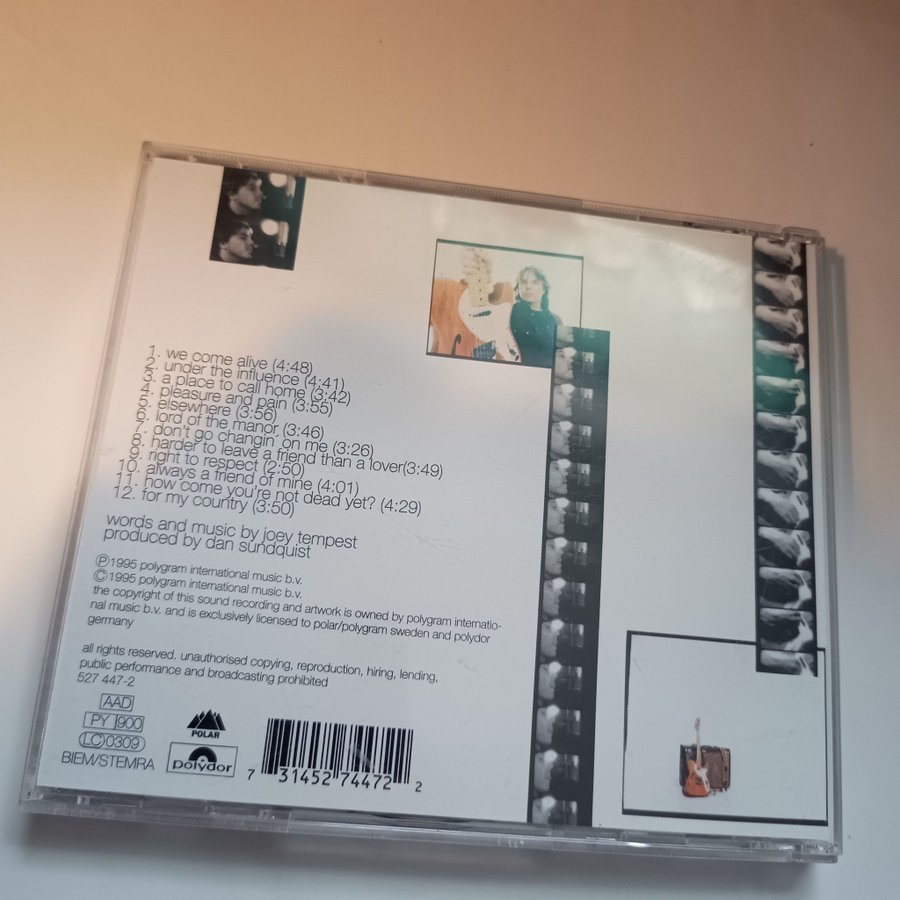 1. we come alive (4:48)
2. under the influence (4:41)
3. a place to call home (3:42)
4. pleasure and pain (3:55)
5. elsewhere (3:56)
6. lord of the manor (3:46)
7. don't go changin' on me (3:26)
8. harder to leave a friend than a lover(3:49)
9. right to respect (2:50)
10. always a friend of mine (4:01)
11. how come you're not dead yet? (4:29)
12. for my country (3:50)
words and music by joey tempest
produced by dan sundquist
Ⓟ1995 polygram international music b.v.
©1995 polygram international music b.v.
the copyright of this sound recording and artwork is owned by polygram internatio-
nal music b.v. and is exclusively licensed to polar/polygram sweden and polydor
germany
all rights reserved. unauthorised copying, reproduction, hiring, lending,
public performance and broadcasting prohibited
527 447-2
AAD
PY 900
LC 0309
BIEM/STEMRA
POLAR
polydor
7 31452 74472 2